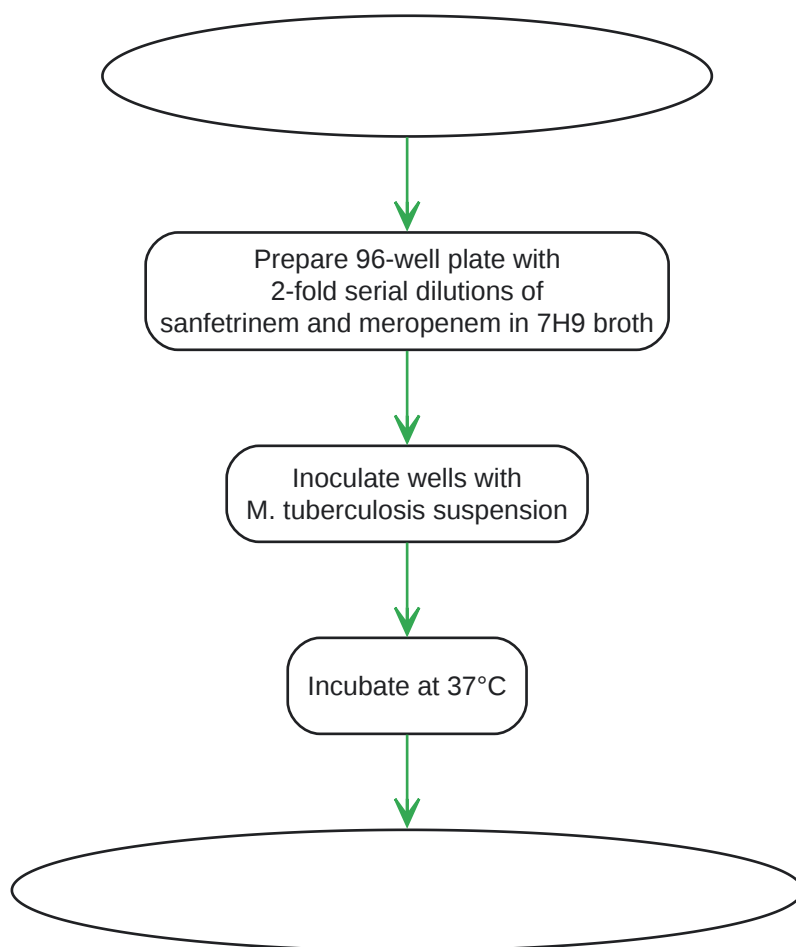 Prepare 96-well plate with
2-fold serial dilutions of
sanfetrinem and meropenem in 7H9 broth
Inoculate wells with
M. tuberculosis suspension
Incubate at 37°C